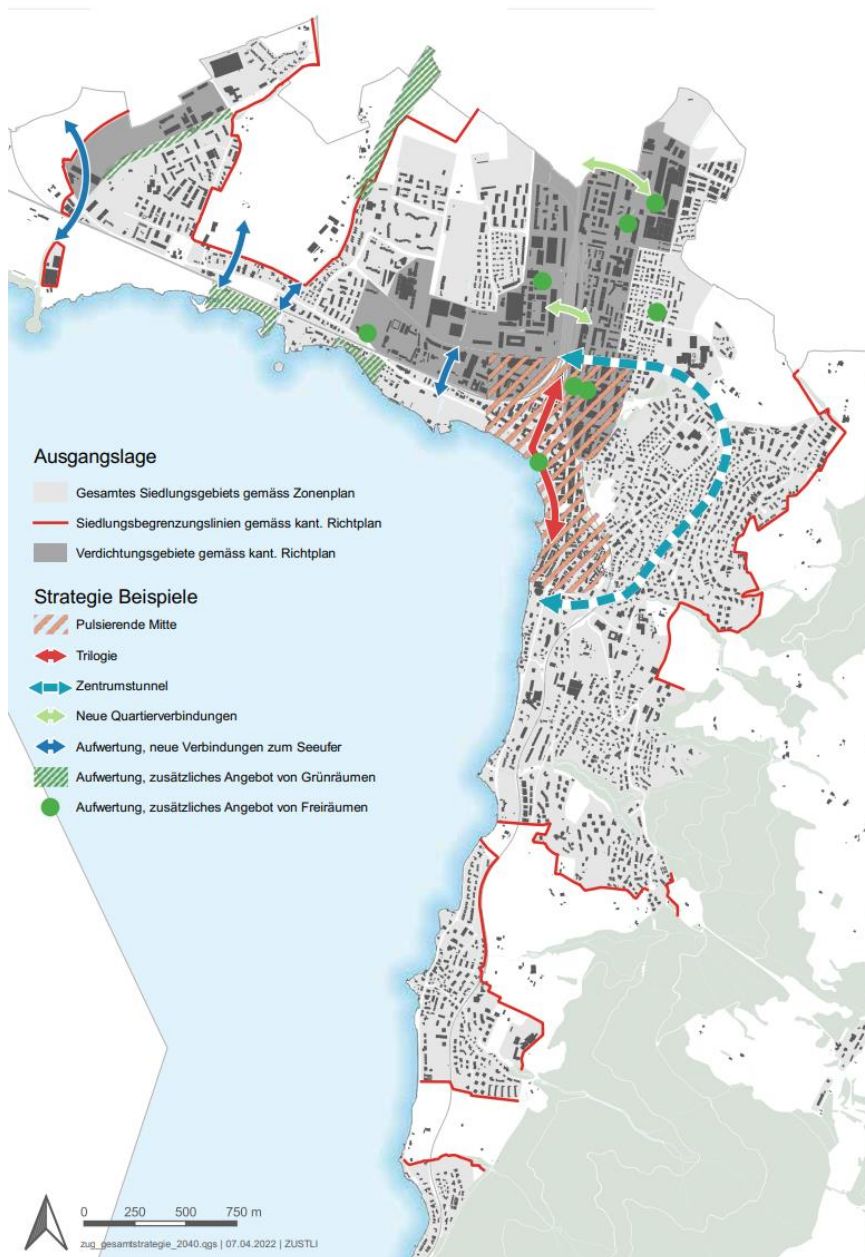 Ausgangslage
Gesamtes Siedlungsgebiets gemäss Zonenplan
Siedlungsbegrenzungslinien gemäss kant. Richtplan
Verdichtungsgebiete gemäss kant. Richtplan
Strategie Beispiele
Pulsierende Mitte
Trilogie
Zentrumstunnel
Neue Quartierverbindungen
Aufwertung, neue Verbindungen zum Seeufer
Aufwertung, zusätzliches Angebot von Grünräumen
Aufwertung, zusätzliches Angebot von Freiräumen
0 250 500 750 m
zug_gesamtstrategie_2040.qgs | 07.04.2022 | ZUSTLI